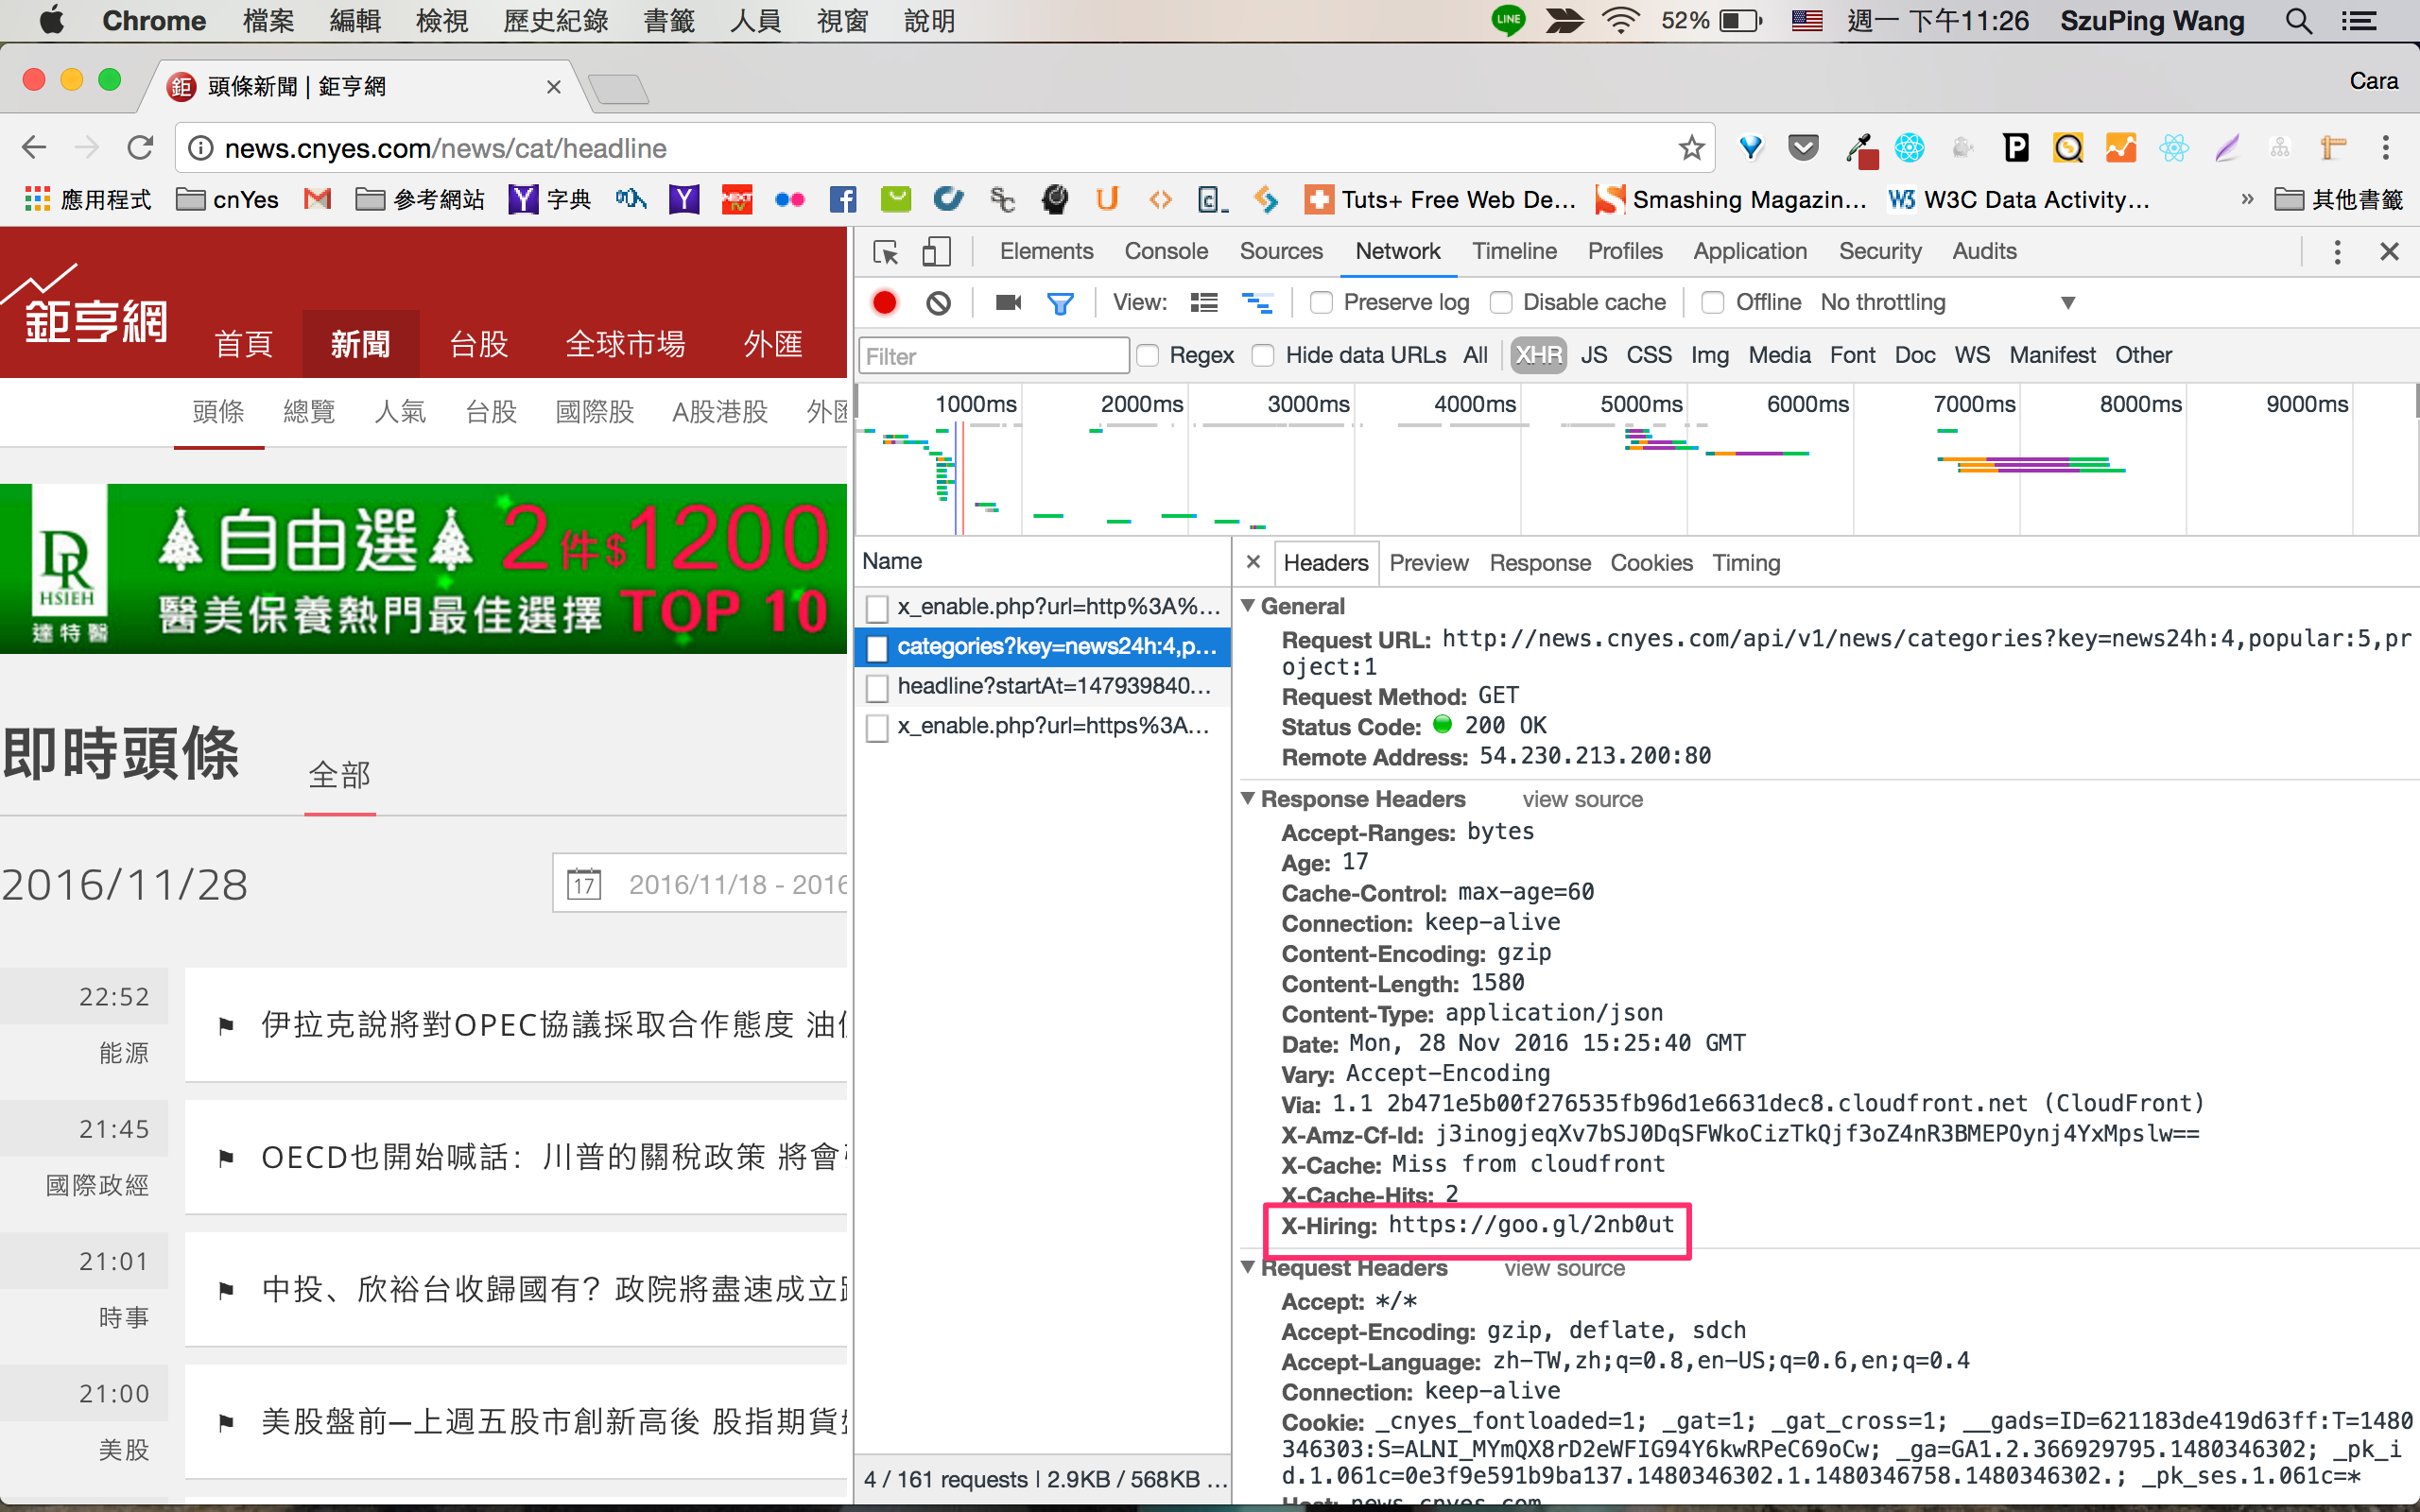 Chrome 檔案 編輯 檢視 歷史紀錄 書籤 人員 視窗 說明 LINE 52% 週一 下午11:26 SzuPing Wang
鉅 頭條新聞 | 鉅亨網 Cara
news.cnyes.com/news/cat/headline
應用程式 cnYes 參考網站 字典 Tuts+ Free Web De... Smashing Magazin... W3C Data Activity... » 其他書籤
鉅亨網 首頁 新聞 台股 全球市場 外匯
頭條 總覽 人氣 台股 國際股 A股港股
DR HSIEH 達特醫
自由選 2件$1200
醫美保養熱門最佳選擇 TOP 10
即時頭條 全部
2016/11/28 17 2016/11/18 - 2016
22:52
能源
伊拉克說將對OPEC協議採取合作態度
21:45
國際政經
OECD也開始喊話：川普的關稅政策 將會
21:01
時事
中投、欣裕台收歸國有？政院將盡速成立
21:00
美股
美股盤前—上週五股市創新高後 股指期貨
Elements Console Sources Network Timeline Profiles Application Security Audits
View: Preserve log Disable cache Offline No throttling
Filter Regex Hide data URLs All XHR JS CSS Img Media Font Doc WS Manifest Other
1000ms 2000ms 3000ms 4000ms 5000ms 6000ms 7000ms 8000ms 9000ms
Name
x_enable.php?url=http%3A%...
categories?key=news24h:4,p...
headline?startAt=147939840...
x_enable.php?url=https%3A...
4 / 161 requests | 2.9KB / 568KB ...
Headers Preview Response Cookies Timing
General
Request URL: http://news.cnyes.com/api/v1/news/categories?key=news24h:4,popular:5,pr
oject:1
Request Method: GET
Status Code: 200 OK
Remote Address: 54.230.213.200:80
Response Headers view source
Accept-Ranges: bytes
Age: 17
Cache-Control: max-age=60
Connection: keep-alive
Content-Encoding: gzip
Content-Length: 1580
Content-Type: application/json
Date: Mon, 28 Nov 2016 15:25:40 GMT
Vary: Accept-Encoding
Via: 1.1 2b471e5b00f276535fb96d1e6631dec8.cloudfront.net (CloudFront)
X-Amz-Cf-Id: j3inogjeqXv7bSJ0DqSFWkoCizTkQjf3oZ4nR3BMEPOynj4YxMpslw==
X-Cache: Miss from cloudfront
X-Cache-Hits: 2
X-Hiring: https://goo.gl/2nb0ut
Request Headers view source
Accept: */*
Accept-Encoding: gzip, deflate, sdch
Accept-Language: zh-TW,zh;q=0.8,en-US;q=0.6,en;q=0.4
Connection: keep-alive
Cookie: _cnyes_fontloaded=1; _gat=1; _gat_cross=1; __gads=ID=621183de419d63ff:T=1480
346303:S=ALNI_MYmQX8rD2eWFIG94Y6kwRPeC69oCw; _ga=GA1.2.366929795.1480346302; _pk_i
d.1.061c=0e3f9e591b9ba137.1480346302.1.1480346758.1480346302.; _pk_ses.1.061c=*
Host: news.cnyes.com